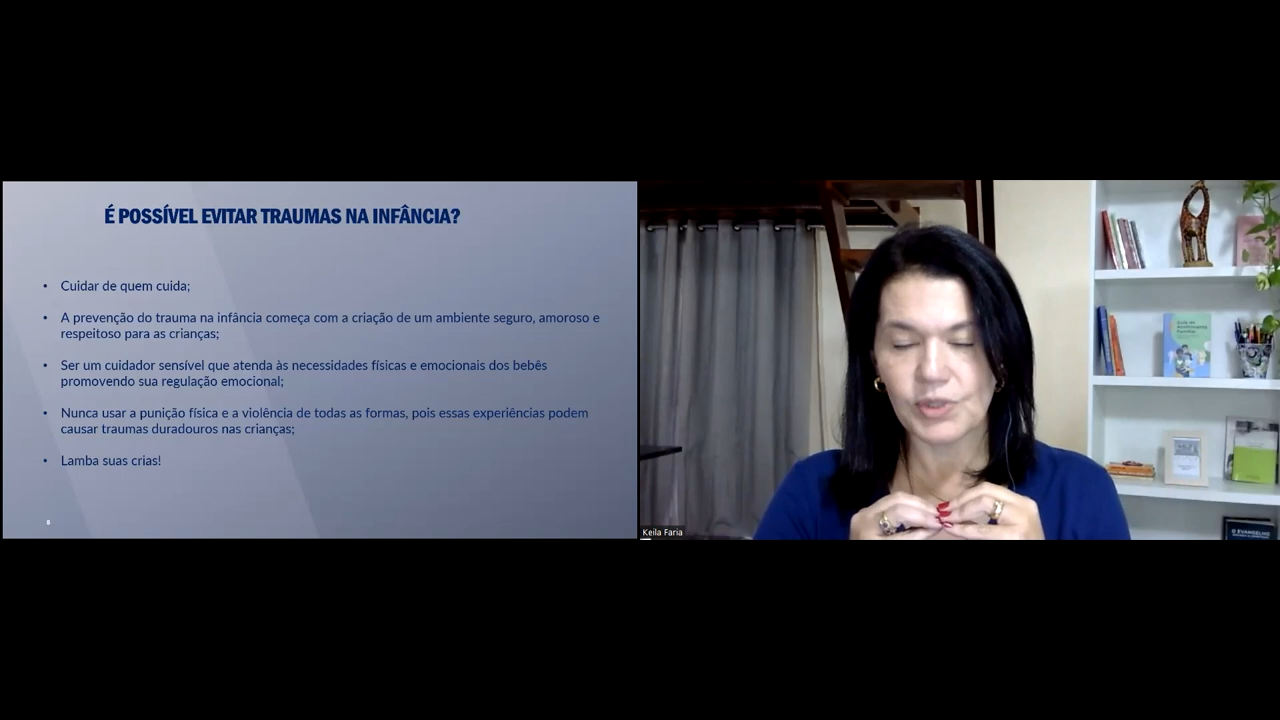 É POSSÍVEL EVITAR TRAUMAS NA INFÂNCIA?
• Cuidar de quem cuida;
• A prevenção do trauma na infância começa com a criação de um ambiente seguro, amoroso e
respeitoso para as crianças;
• Ser um cuidador sensível que atenda às necessidades físicas e emocionais dos bebês
promovendo sua regulação emocional;
• Nunca usar a punição física e a violência de todas as formas, pois essas experiências podem
causar traumas duradouros nas crianças;
• Lamba suas crias!
Keila Faria
O EVANGELHO